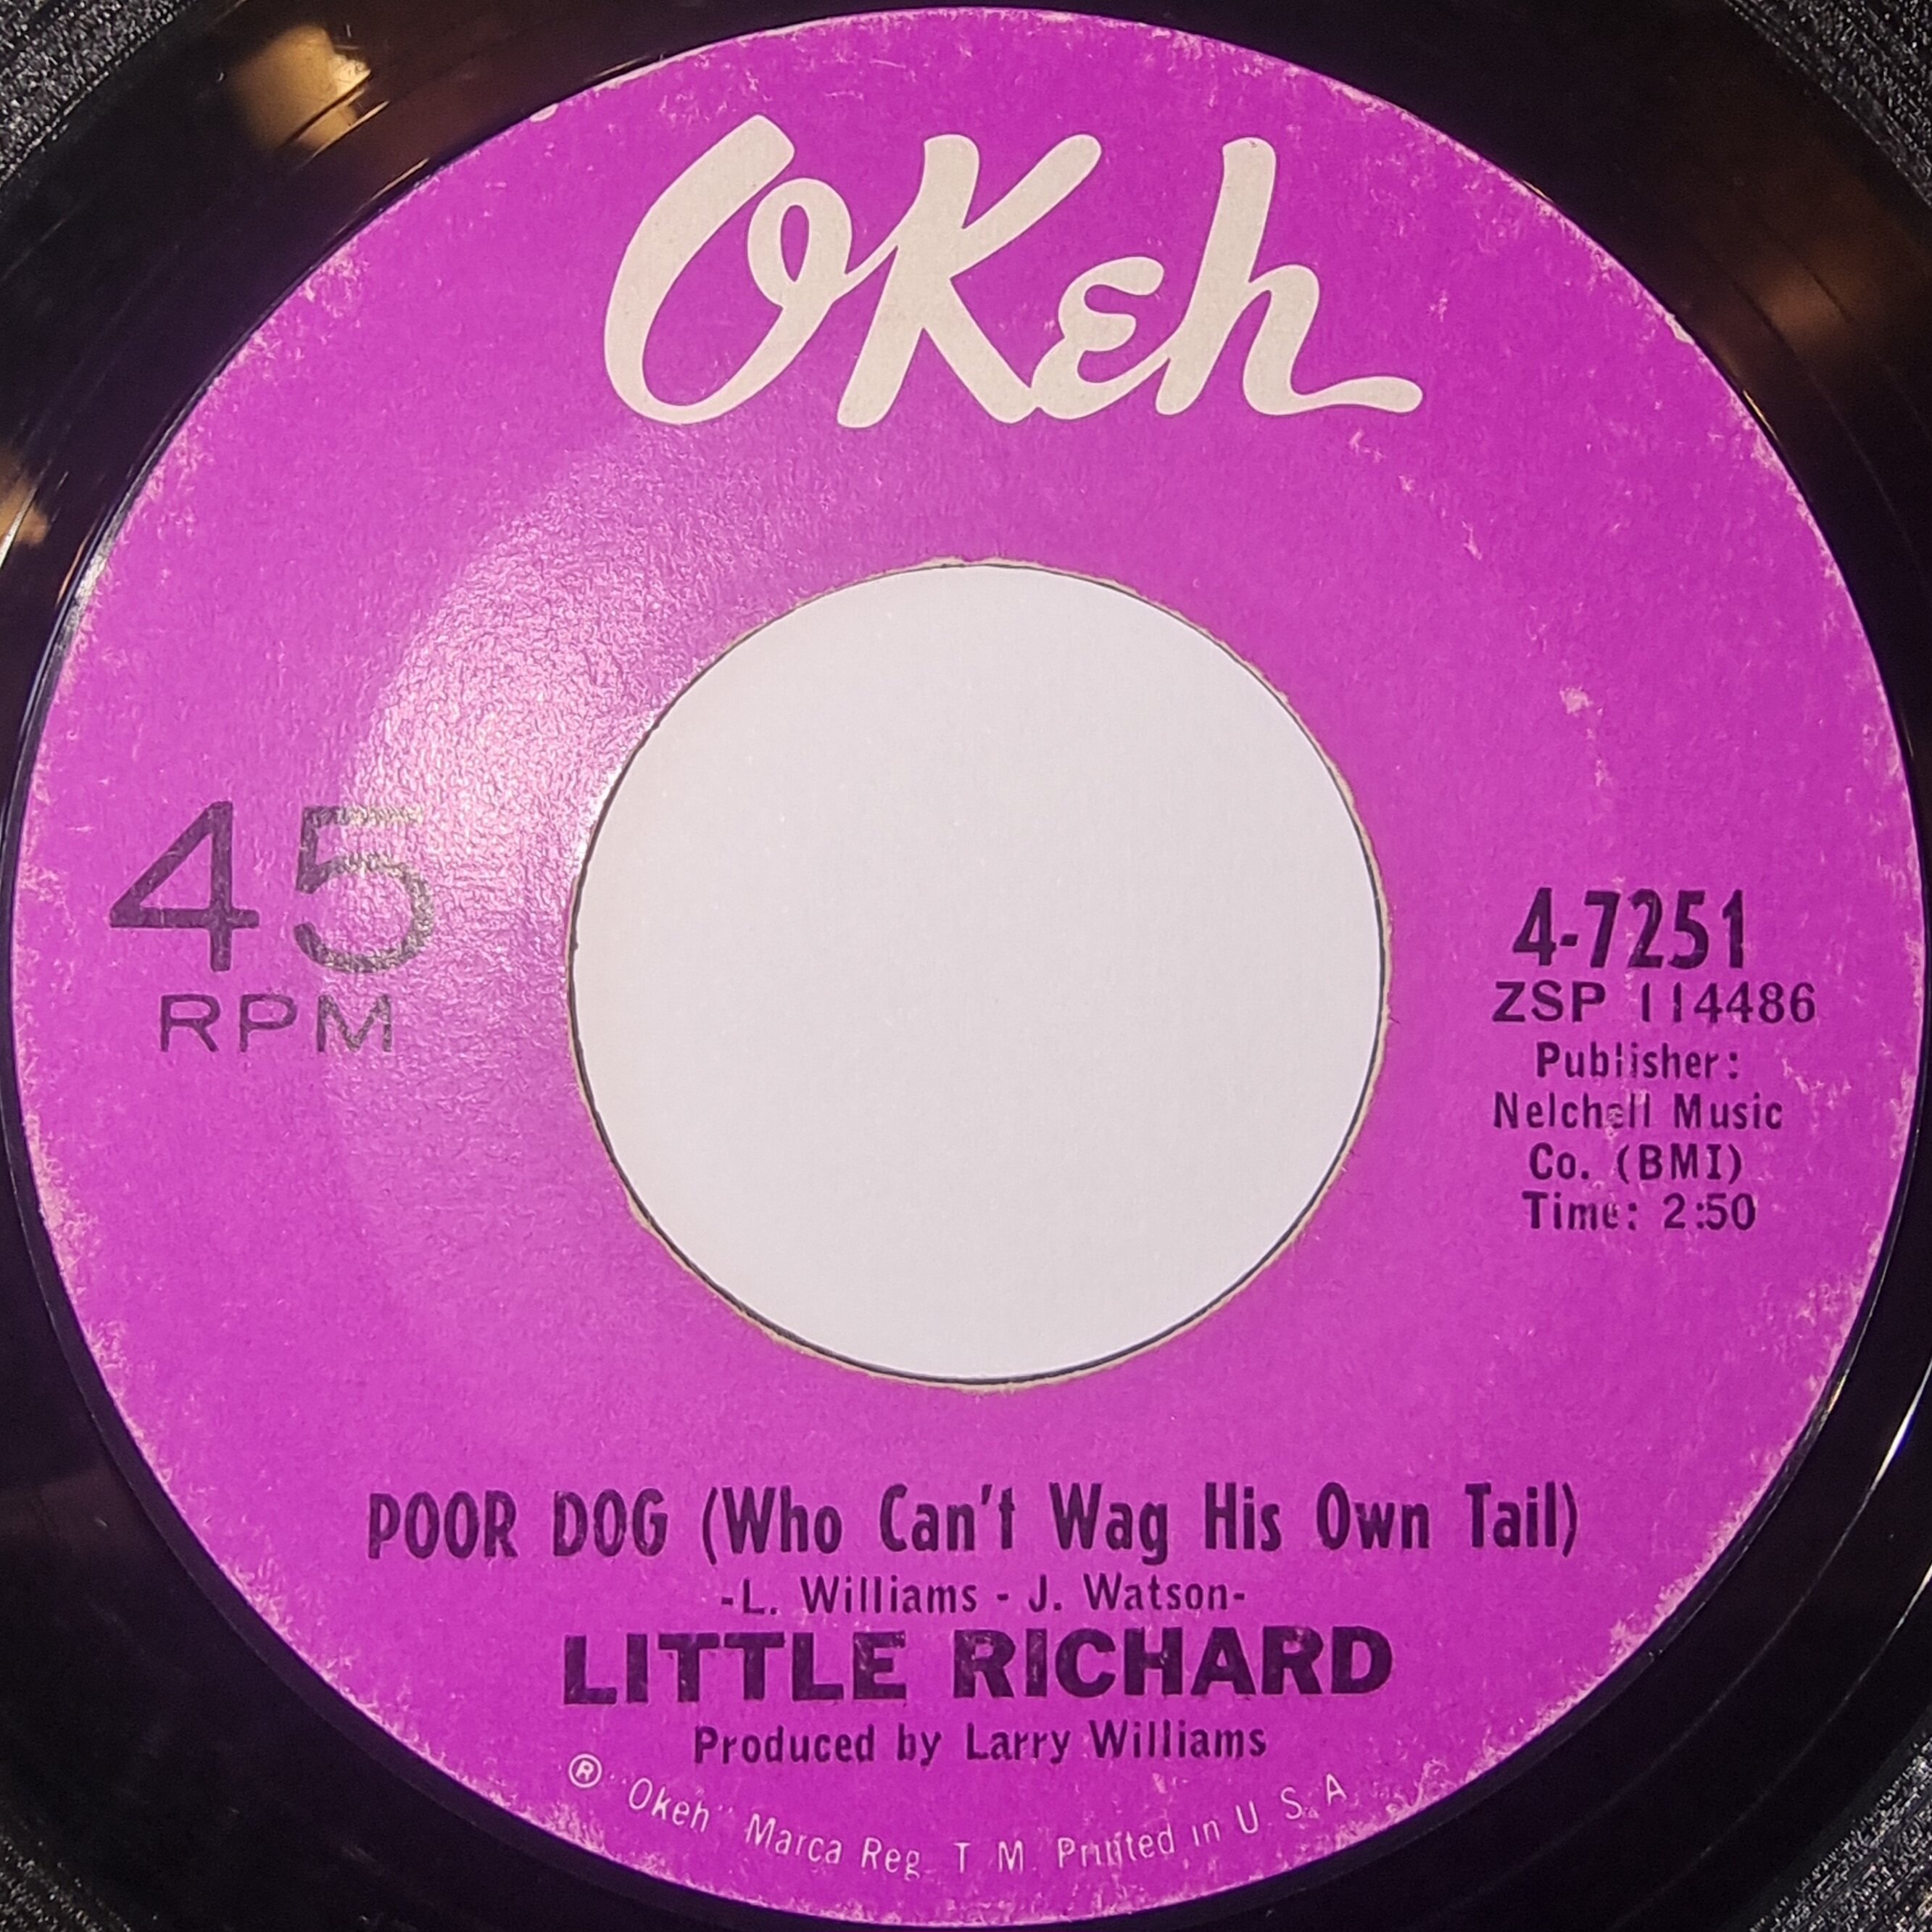 OKeh
45
RPM
4-7251
ZSP 114486
Publisher:
Nelchell Music
Co. (BMI)
Time: 2:50
POOR DOG (Who Can't Wag His Own Tail)
-L. Williams - J. Watson-
LITTLE RICHARD
Produced by Larry Williams
® "Okeh" Marca Reg. T M. Printed in U. S. A